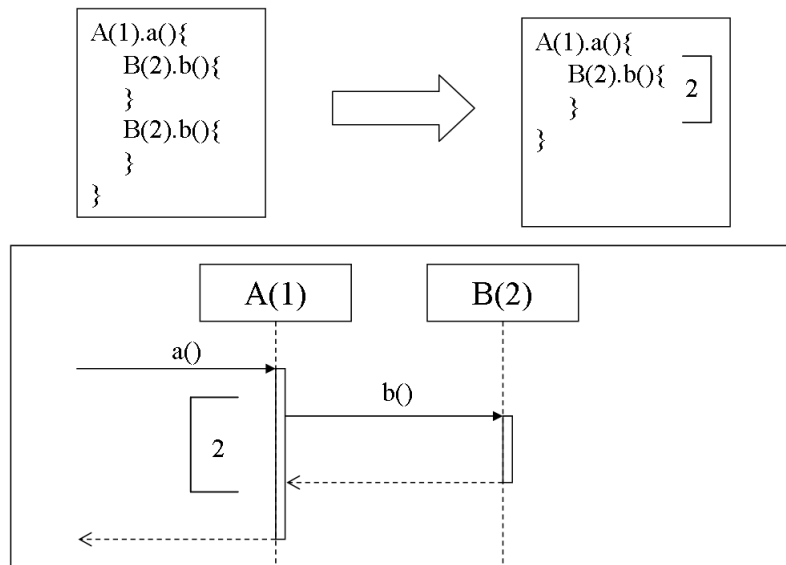 A(1).a(){
B(2).b(){
}
B(2).b(){
}
}
A(1).a(){
B(2).b(){
2
}
}
A(1)
B(2)
a()
b()
2